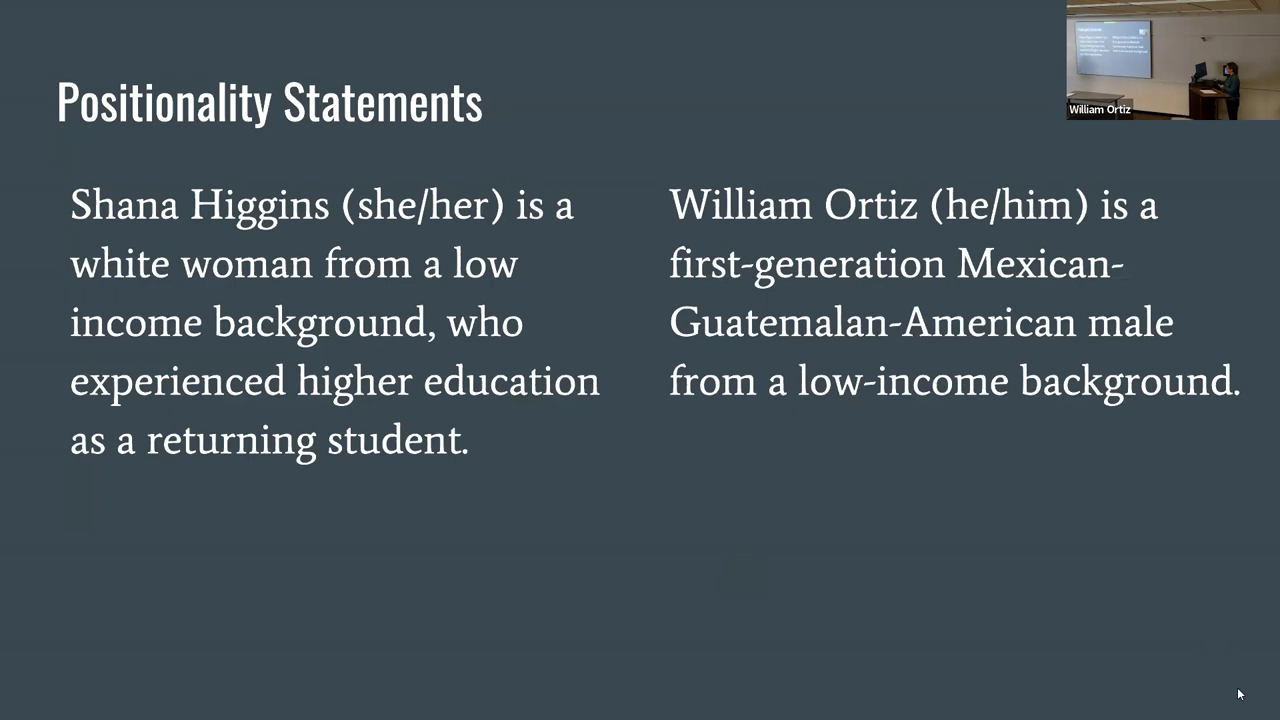 Positionality Statements
Shana Higgins (she/her) is a
white woman from a low
income background, who
experienced higher education
as a returning student.
William Ortiz (he/him) is a
first-generation Mexican-
Guatemalan-American male
from a low-income background.
William Ortiz